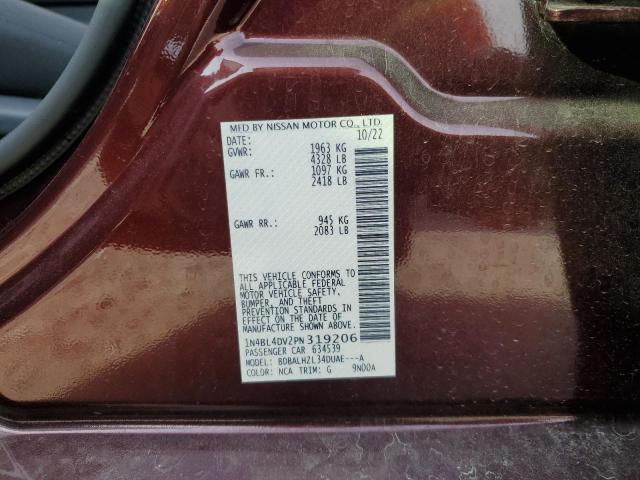 MFD BY NISSAN MOTOR CO., LTD.
DATE: 10/22
GVWR: 1963 KG
4328 LB
GAWR FR.: 1097 KG
2418 LB
GAWR RR.: 945 KG
2083 LB
THIS VEHICLE CONFORMS TO
ALL APPLICABLE FEDERAL
MOTOR VEHICLE SAFETY,
BUMPER, AND THEFT
PREVENTION STANDARDS
IN EFFECT ON THE DATE OF
MANUFACTURE SHOWN ABOVE.
1N4BL4DV2PN319206
PASSENGER CAR 634539
MODEL: BDBALHZL34DUAE---A
COLOR: NCA TRIM: G 9N00A